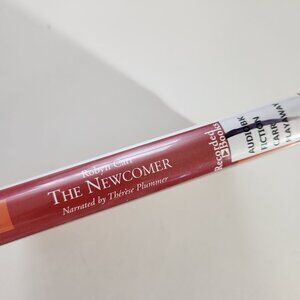 Robyn Carr
THE NEWCOMER
Narrated by Thérèse Plummer
Recorded
Books
AUDIOBK
FICTION
CARR
PLAYAWAY